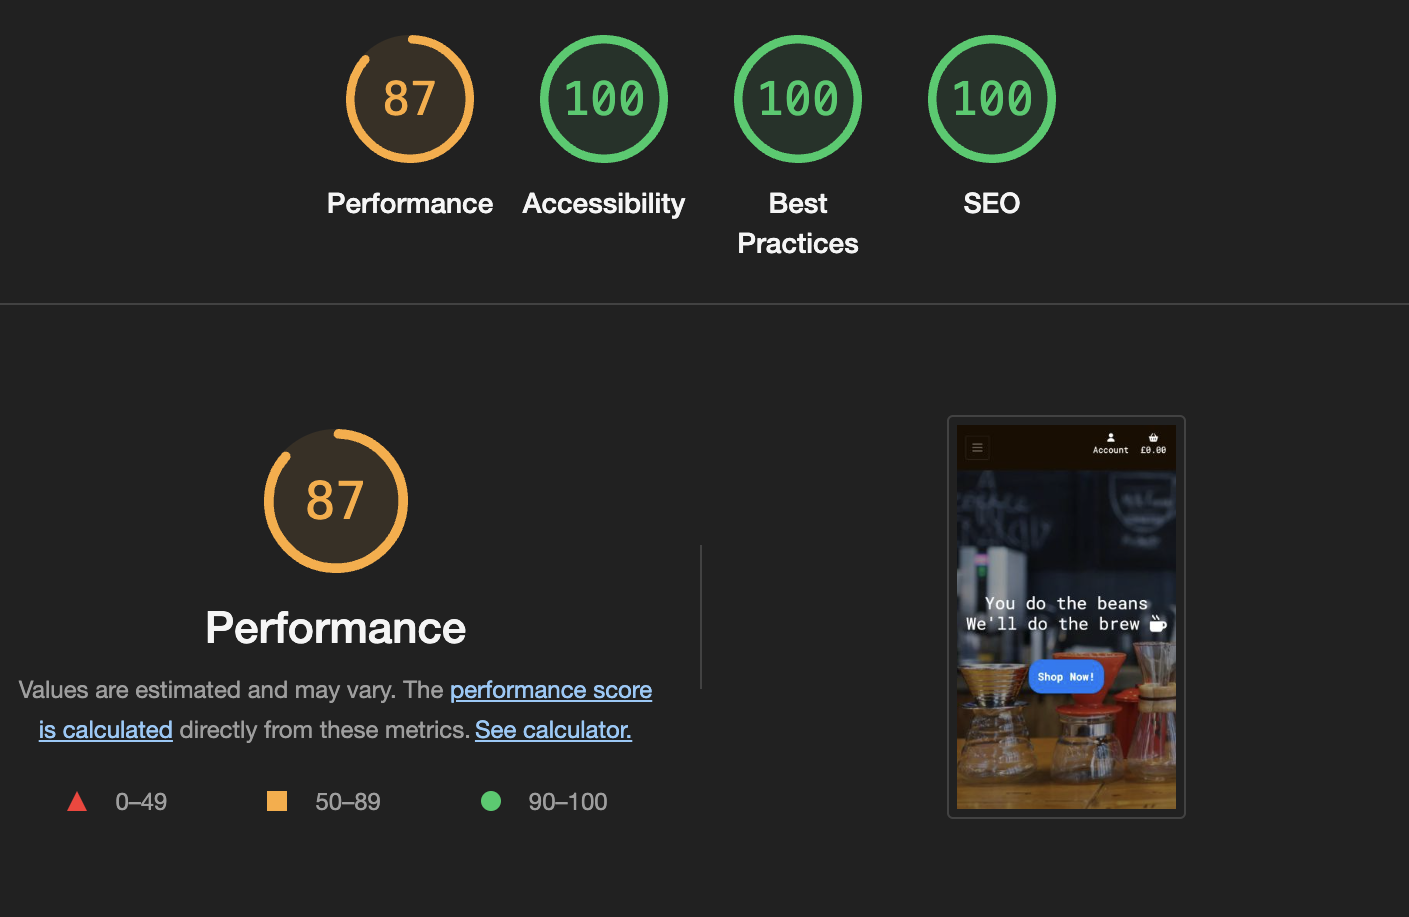 87
100
100
100
Performance
Accessibility
Best
Practices
SEO
87
Performance
Values are estimated and may vary. The performance score
is calculated directly from these metrics. See calculator.
0–49
50–89
90–100
Account
£0.00
You do the beans
We'll do the brew
Shop Now!